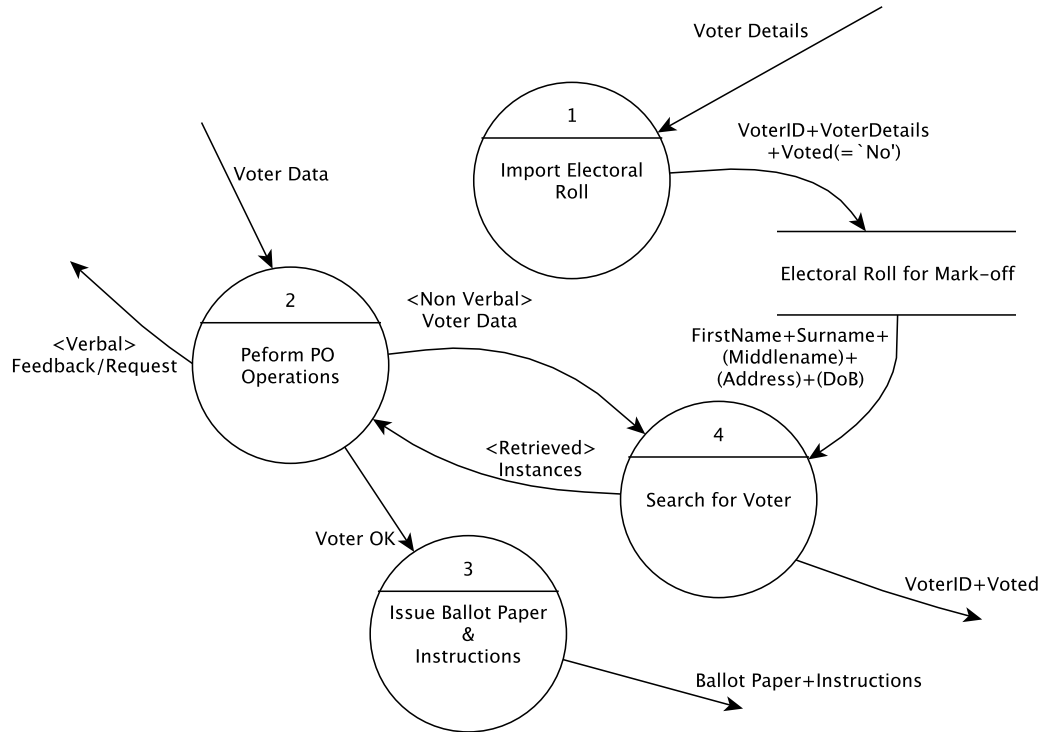 Voter Details
1
Import Electoral
Roll
VoterID+VoterDetails
+Voted(=`No')
Voter Data
Electoral Roll for Mark-off
2
Peform PO
Operations
<Non Verbal>
Voter Data
<Verbal>
Feedback/Request
FirstName+Surname+
(Middlename)+
(Address)+(DoB)
4
Search for Voter
<Retrieved>
Instances
Voter OK
3
Issue Ballot Paper
&
Instructions
VoterID+Voted
Ballot Paper+Instructions